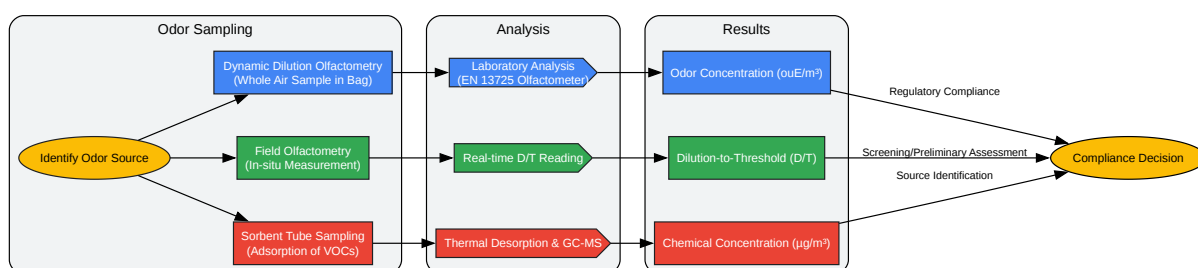 Odor Sampling
Analysis
Results
Dynamic Dilution Olfactometry
(Whole Air Sample in Bag)
Laboratory Analysis
(EN 13725 Olfactometer)
Odor Concentration (ouE/m³)
Regulatory Compliance
Identify Odor Source
Field Olfactometry
(In-situ Measurement)
Real-time D/T Reading
Dilution-to-Threshold (D/T)
Screening/Preliminary Assessment
Compliance Decision
Source Identification
Sorbent Tube Sampling
(Adsorption of VOCs)
Thermal Desorption & GC-MS
Chemical Concentration (µg/m³)